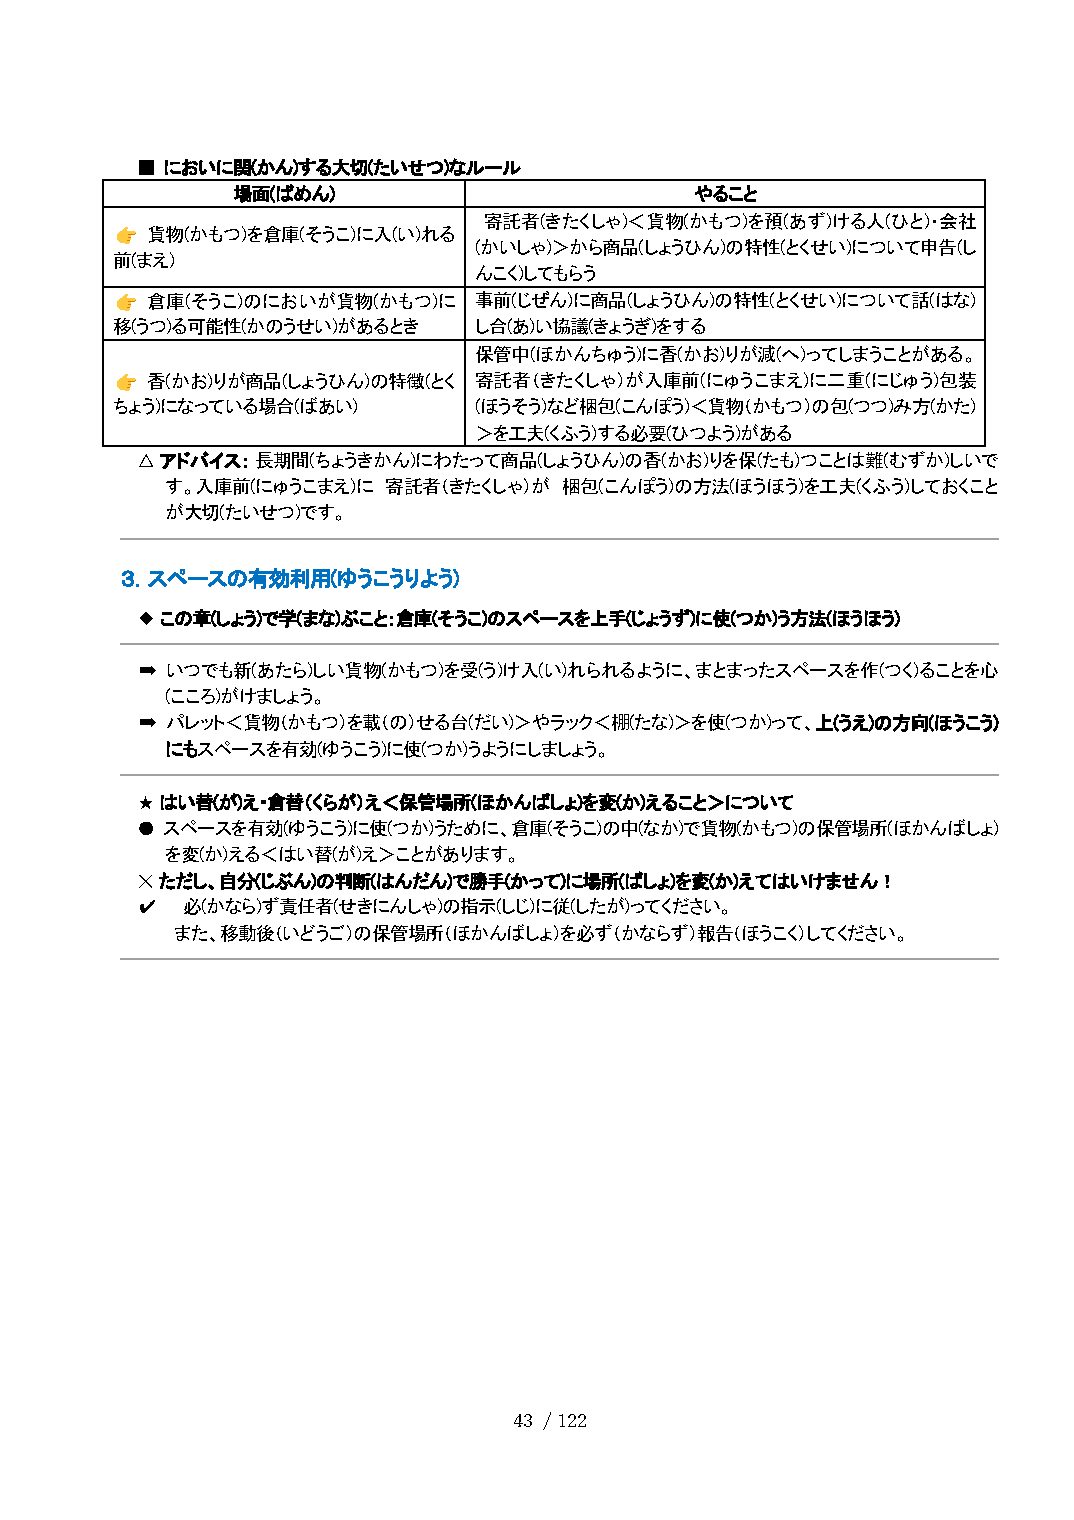 ■ においに関(かん)する大切(たいせつ)なルール
場面(ばめん)
やること
👉 貨物(かもつ)を倉庫(そうこ)に入(い)れる
前(まえ)
寄託者(きたくしゃ)＜貨物(かもつ)を預(あず)ける人(ひと)・会社
(かいしゃ)＞から商品(しょうひん)の特性(とくせい)について申告(し
んこく)してもらう
👉 倉庫(そうこ)のにおいが貨物(かもつ)に
移(うつ)る可能性(かのうせい)があるとき
事前(じぜん)に商品(しょうひん)の特性(とくせい)について話(はな)
し合(あ)い協議(きょうぎ)をする
👉 香(かお)りが商品(しょうひん)の特徴(とく
ちょう)になっている場合(ばあい)
保管中(ほかんちゅう)に香(かお)りが減(へ)ってしまうことがある。
寄託者(きたくしゃ)が入庫前(にゅうこまえ)に二重(にじゅう)包装
(ほうそう)など梱包(こんぽう)＜貨物(かもつ)の包(つつ)み方(かた)
＞を工夫(くふう)する必要(ひつよう)がある
△ アドバイス： 長期間(ちょうきかん)にわたって商品(しょうひん)の香(かお)りを保(たも)つことは難(むずか)しいで
す。入庫前(にゅうこまえ)に 寄託者(きたくしゃ)が 梱包(こんぽう)の方法(ほうほう)を工夫(くふう)しておくこと
が大切(たいせつ)です。
３．スペースの有効利用(ゆうこうりよう)
◆ この章(しょう)で学(まな)ぶこと：倉庫(そうこ)のスペースを上手(じょうず)に使(つか)う方法(ほうほう)
➡ いつでも新(あたら)しい貨物(かもつ)を受(う)け入(い)れられるように、まとまったスペースを作(つく)ることを心
(こころ)がけましょう。
➡ パレット＜貨物(かもつ)を載(の)せる台(だい)＞やラック＜棚(たな)＞を使(つか)って、上(うえ)の方向(ほうこう)
にもスペースを有効(ゆうこう)に使(つか)うようにしましょう。
★ はい替(が)え・倉替(くらが)え＜保管場所(ほかんばしょ)を変(か)えること＞について
● スペースを有効(ゆうこう)に使(つか)うために、倉庫(そうこ)の中(なか)で貨物(かもつ)の保管場所(ほかんばしょ)
を変(か)える＜はい替(が)え＞ことがあります。
× ただし、自分(じぶん)の判断(はんだん)で勝手(かって)に場所(ばしょ)を変(か)えてはいけません！
✔ 必(かなら)ず責任者(せきにんしゃ)の指示(しじ)に従(したが)ってください。
また、移動後(いどうご)の保管場所(ほかんばしょ)を必ず(かならず)報告(ほうこく)してください。
43 / 122